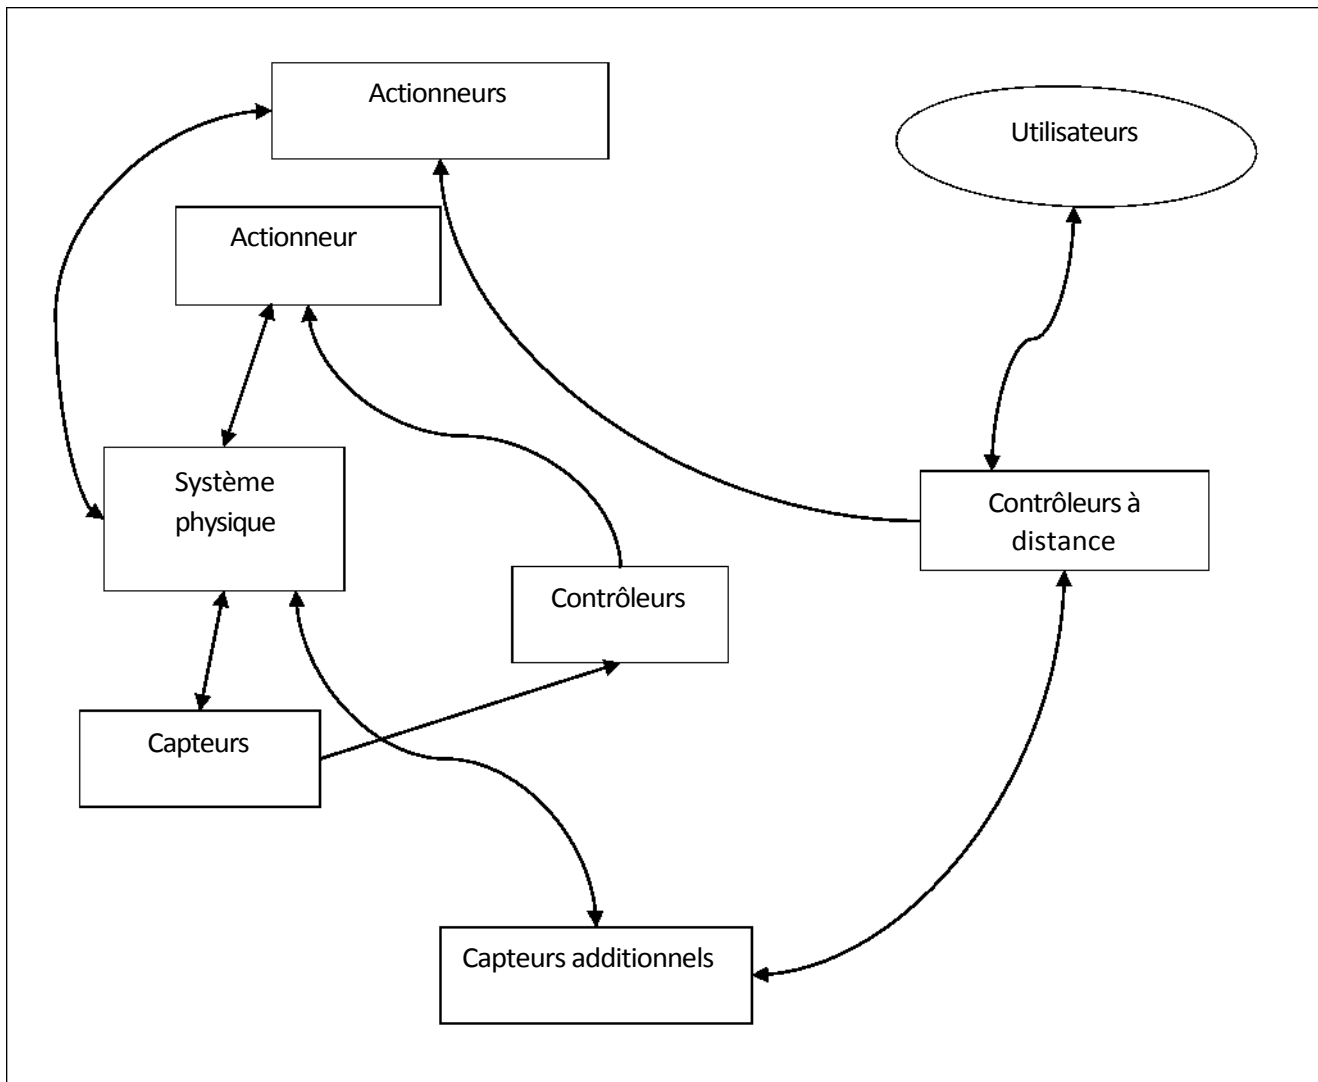 Actionneurs
Utilisateurs
Actionneur
Système
physique
Contrôleurs à
distance
Contrôleurs
Capteurs
Capteurs additionnels